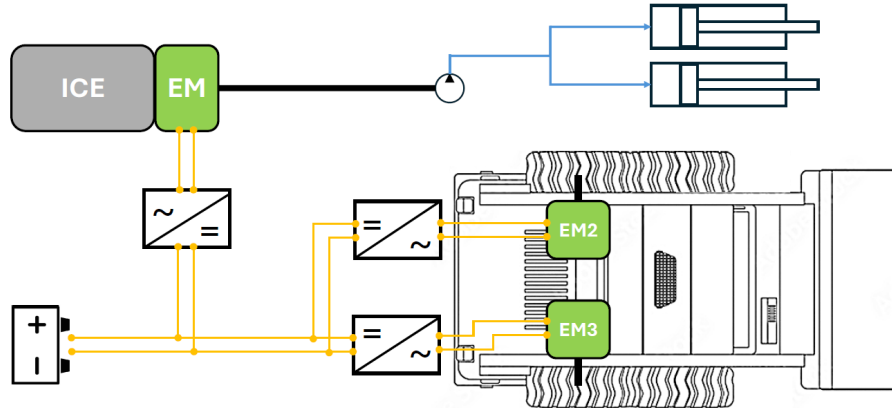 ICE
EM
~
=
=
~
EM2
=
~
EM3
+
-